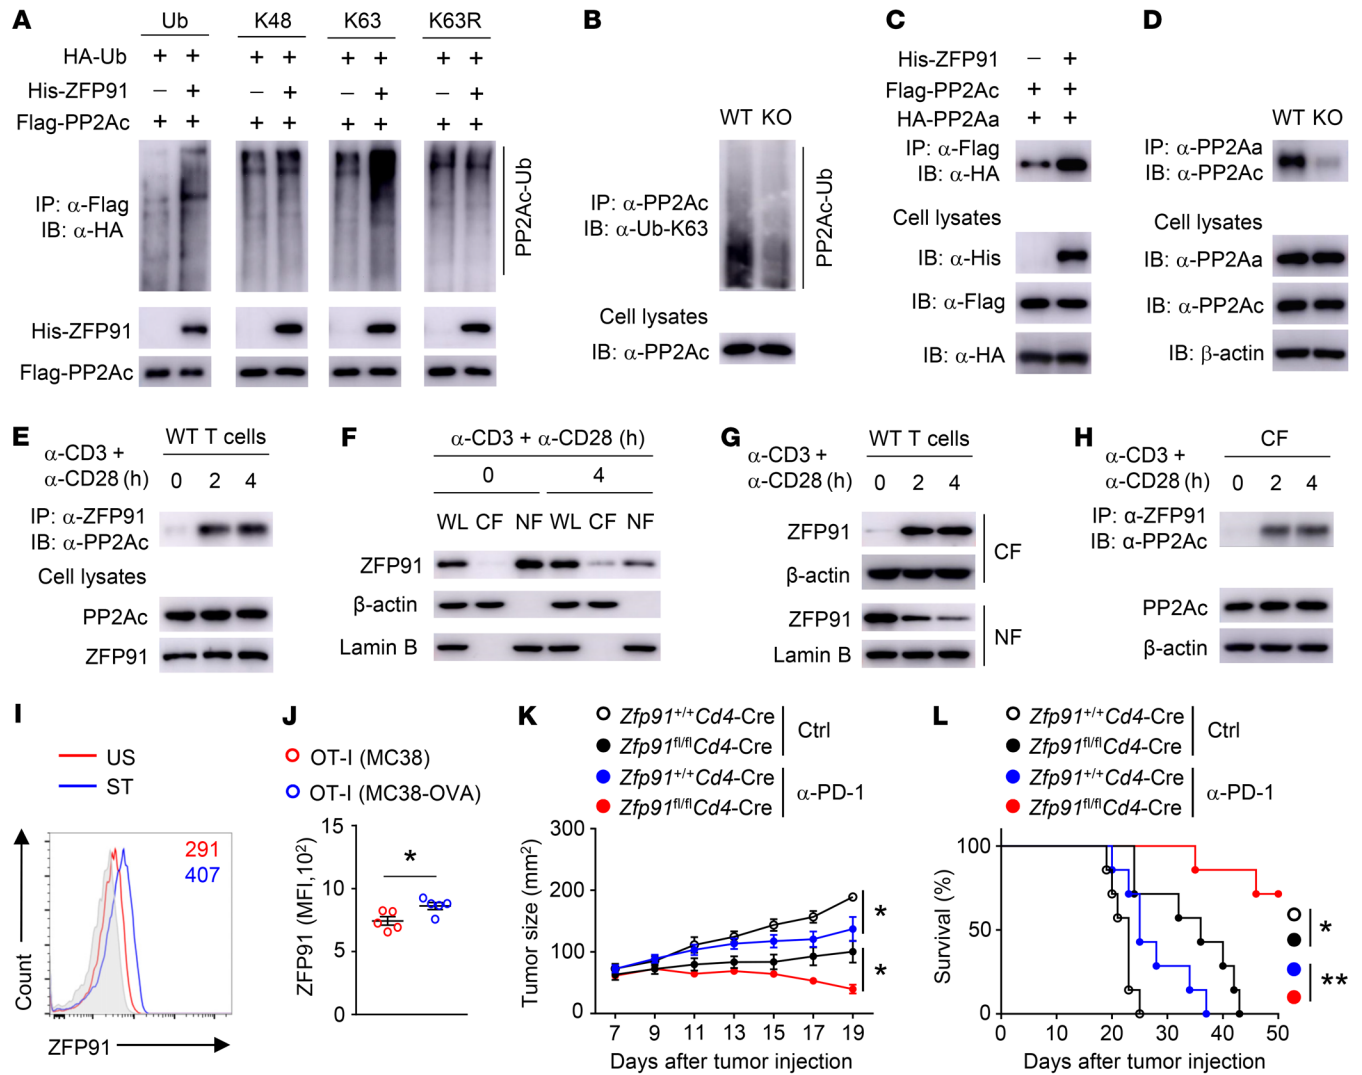 A
Ub K48 K63 K63R
HA-Ub + + + + + + + +
His-ZFP91 – + – + – + – +
Flag-PP2Ac + + + + + + + +
IP: α-Flag
IB: α-HA
PP2Ac-Ub
His-ZFP91
Flag-PP2Ac
B
WT KO
IP: α-PP2Ac
IB: α-Ub-K63
PP2Ac-Ub
Cell lysates
IB: α-PP2Ac
C
His-ZFP91 – +
Flag-PP2Ac + +
HA-PP2Aa + +
IP: α-Flag
IB: α-HA
Cell lysates
IB: α-His
IB: α-Flag
IB: α-HA
D
WT KO
IP: α-PP2Aa
IB: α-PP2Ac
Cell lysates
IB: α-PP2Aa
IB: α-PP2Ac
IB: β-actin
E
WT T cells
α-CD3 +
α-CD28 (h) 0 2 4
IP: α-ZFP91
IB: α-PP2Ac
Cell lysates
PP2Ac
ZFP91
F
α-CD3 + α-CD28 (h)
0 4
WL CF NF WL CF NF
ZFP91
β-actin
Lamin B
G
WT T cells
α-CD3 +
α-CD28 (h) 0 2 4
ZFP91
β-actin
CF
ZFP91
Lamin B
NF
H
CF
α-CD3 +
α-CD28 (h) 0 2 4
IP: α-ZFP91
IB: α-PP2Ac
PP2Ac
β-actin
I
US
ST
291
407
Count
ZFP91
J
OT-I (MC38)
OT-I (MC38-OVA)
ZFP91 (MFI,10²)
15
10
5
0
*
K
Zfp91+/+Cd4-Cre
Zfp91fl/flCd4-Cre
Ctrl
Zfp91+/+Cd4-Cre
Zfp91fl/flCd4-Cre
α-PD-1
Tumor size (mm²)
300
200
100
0
*
*
7 9 11 13 15 17 19
Days after tumor injection
L
Zfp91+/+Cd4-Cre
Zfp91fl/flCd4-Cre
Ctrl
Zfp91+/+Cd4-Cre
Zfp91fl/flCd4-Cre
α-PD-1
Survival (%)
100
50
0
*
**
0 10 20 30 40 50
Days after tumor injection